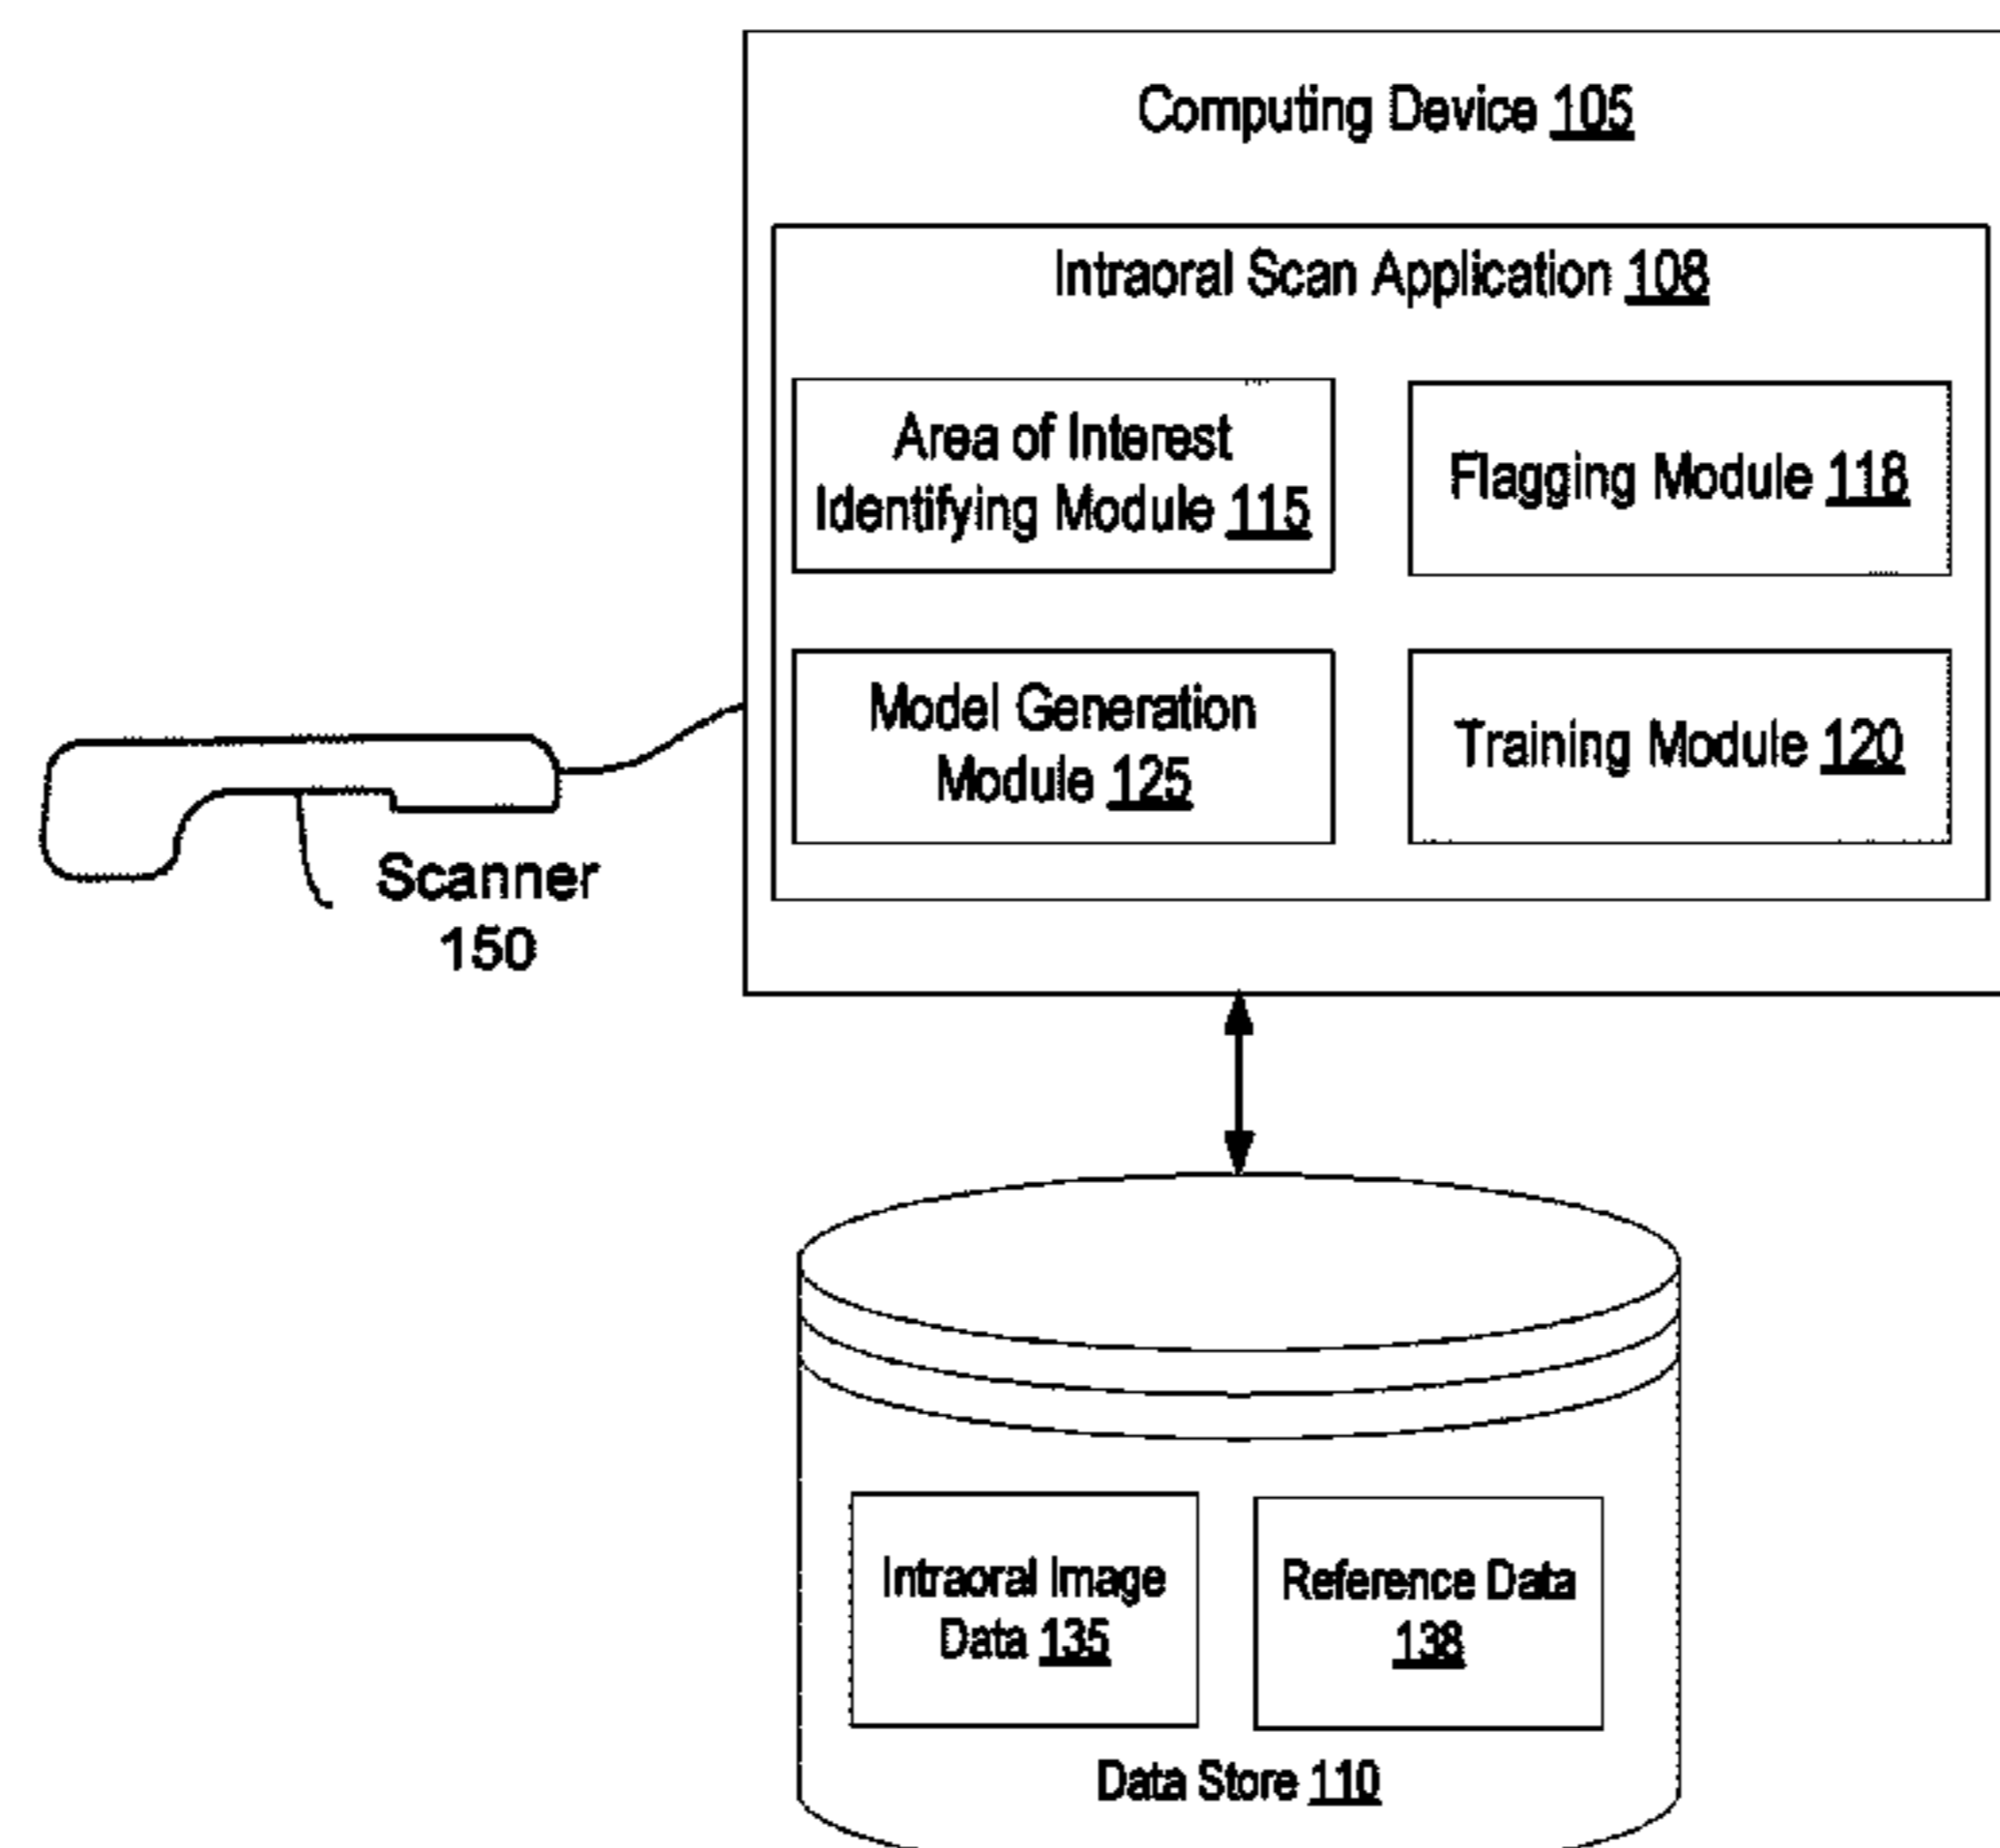 Computing Device 105
Intraoral Scan Application 108
Area of Interest
Identifying Module 115
Flagging Module 118
Model Generation
Module 125
Training Module 120
Scanner
150
Intraoral Image
Data 135
Reference Data
138
Data Store 110